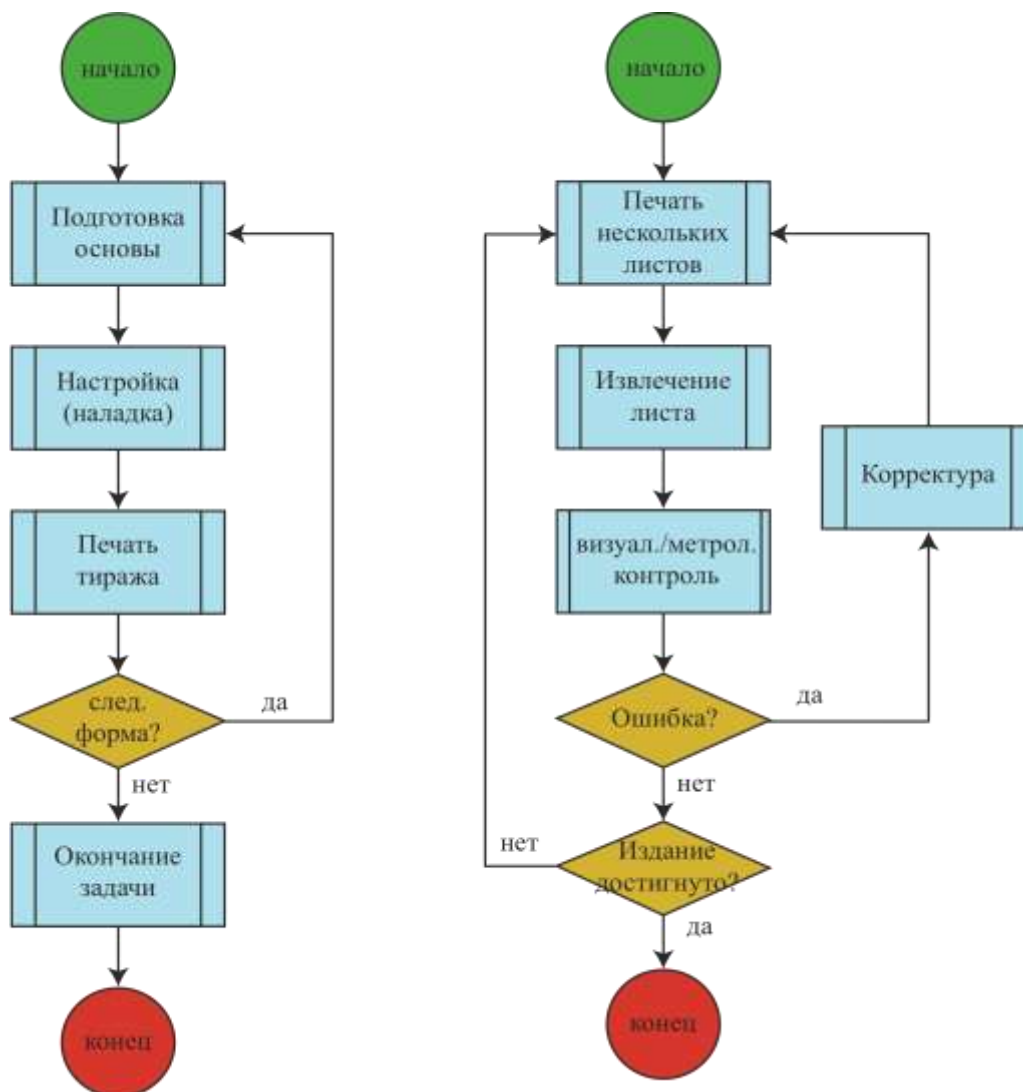 начало
Подготовка
основы
Настройка
(наладка)
Печать
тиража
след.
форма?
да
нет
Окончание
задачи
конец
начало
Печать
нескольких
листов
Извлечение
листа
Корректура
визуал./метрол.
контроль
Ошибка?
да
нет
Издание
достигнуто?
нет
да
конец